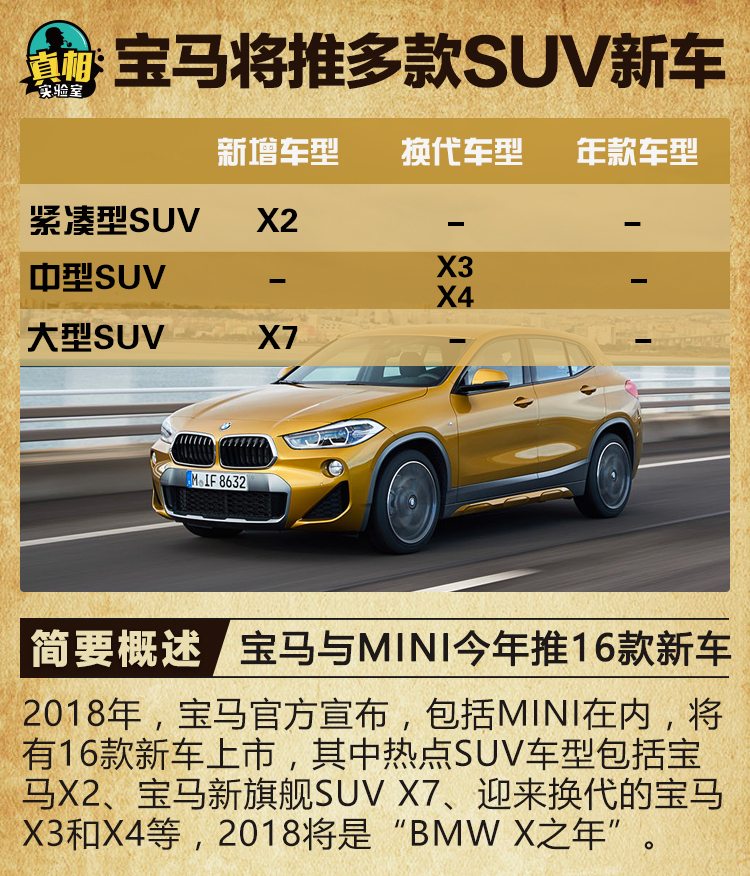 真相
实验室
宝马将推多款SUV新车
新增车型 换代车型 年款车型
紧凑型SUV X2 - -
中型SUV - X3 X4 -
大型SUV X7 - -
M IF 8632
简要概述 宝马与MINI今年推16款新车
2018年，宝马官方宣布，包括MINI在内，将
有16款新车上市，其中热点SUV车型包括宝
马X2、宝马新旗舰SUV X7、迎来换代的宝马
X3和X4等，2018将是“BMW X之年”。